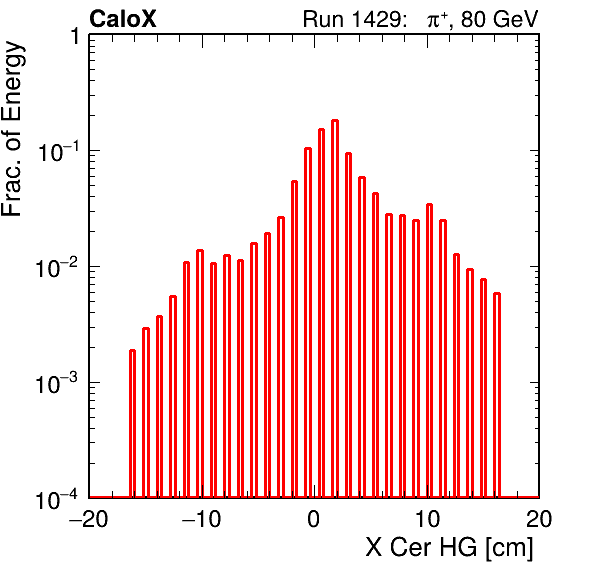 CaloX
Run 1429: π⁺, 80 GeV
Frac. of Energy
1
10⁻¹
10⁻²
10⁻³
10⁻⁴
−20
−10
0
10
20
X Cer HG [cm]